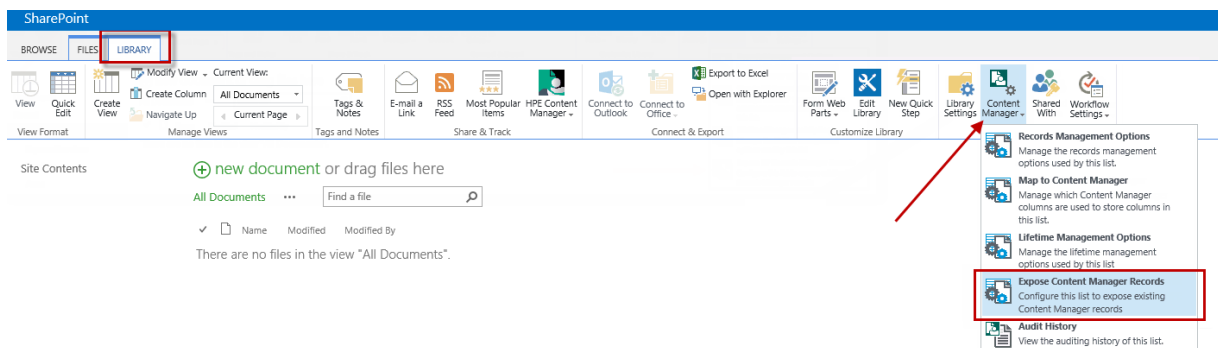 SharePoint
BROWSE FILES LIBRARY
View
Quick
Edit
View Format
Create
View
Modify View
Create Column
Navigate Up
Current View:
All Documents
Current Page
Manage Views
Tags &
Notes
Tags and Notes
E-mail a
Link
RSS
Feed
Most Popular
Items
HPE Content
Manager
Share & Track
Connect to
Outlook
Connect to
Office
Export to Excel
Open with Explorer
Connect & Export
Form Web
Parts
Edit
Library
New Quick
Step
Customize Library
Library
Settings
Content
Manager
Shared
With
Workflow
Settings
Site Contents
new document or drag files here
All Documents ••• Find a file
Name Modified Modified By
There are no files in the view "All Documents".
Records Management Options
Manage the records management
options used by this list.
Map to Content Manager
Manage which Content Manager
columns are used to store columns in
this list.
Lifetime Management Options
Manage the lifetime management
options used by this list
Expose Content Manager Records
Configure this list to expose existing
Content Manager records
Audit History
View the auditing history of this list.